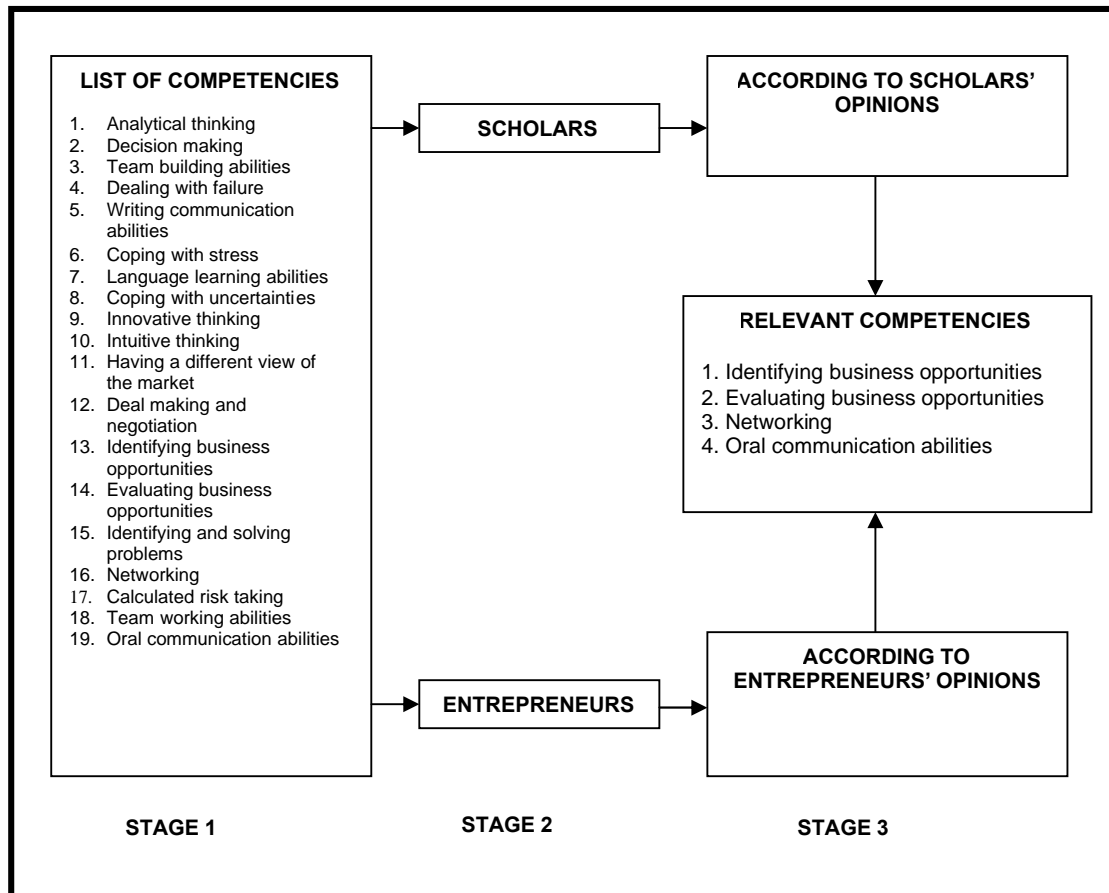 LIST OF COMPETENCIES
1. Analytical thinking
2. Decision making
3. Team building abilities
4. Dealing with failure
5. Writing communication
abilities
6. Coping with stress
7. Language learning abilities
8. Coping with uncertainties
9. Innovative thinking
10. Intuitive thinking
11. Having a different view of
the market
12. Deal making and
negotiation
13. Identifying business
opportunities
14. Evaluating business
opportunities
15. Identifying and solving
problems
16. Networking
17. Calculated risk taking
18. Team working abilities
19. Oral communication abilities
SCHOLARS
ENTREPRENEURS
ACCORDING TO SCHOLARS’
OPINIONS
RELEVANT COMPETENCIES
1. Identifying business opportunities
2. Evaluating business opportunities
3. Networking
4. Oral communication abilities
ACCORDING TO
ENTREPRENEURS’ OPINIONS
STAGE 1
STAGE 2
STAGE 3